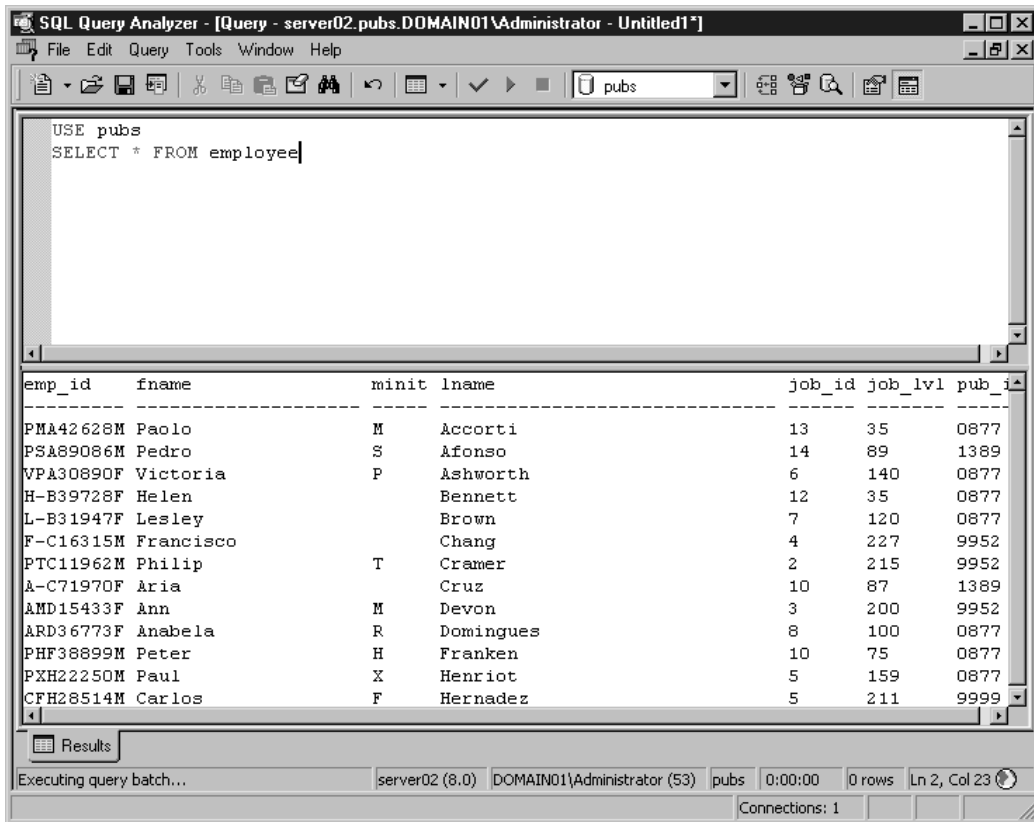 SQL Query Analyzer - [Query - server02.pubs.DOMAIN01\Administrator - Untitled1*]
File Edit Query Tools Window Help
pubs
USE pubs
SELECT * FROM employee
emp_id fname minit lname job_id job_lvl pub_i
--------- -------------------- ----- ------------------------------ ------ ------- -----
PMA42628M Paolo M Accorti 13 35 0877
PSA89086M Pedro S Afonso 14 89 1389
VPA30890F Victoria P Ashworth 6 140 0877
H-B39728F Helen Bennett 12 35 0877
L-B31947F Lesley Brown 7 120 0877
F-C16315M Francisco Chang 4 227 9952
PTC11962M Philip T Cramer 2 215 9952
A-C71970F Aria Cruz 10 87 1389
AMD15433F Ann M Devon 3 200 9952
ARD36773F Anabela R Domingues 8 100 0877
PHF38899M Peter H Franken 10 75 0877
PXH22250M Paul X Henriot 5 159 0877
CFH28514M Carlos F Hernadez 5 211 9999
Results
Executing query batch... server02 (8.0) DOMAIN01\Administrator (53) pubs 0:00:00 0 rows Ln 2, Col 23
Connections: 1